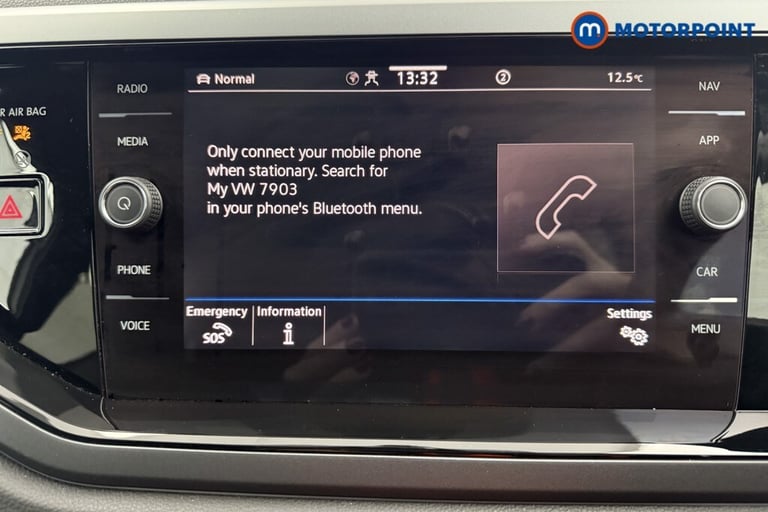 m MOTORPOINT
RADIO
Normal
13:32
2
12.5°C
NAV
R AIR BAG
MEDIA
APP
Only connect your mobile phone
when stationary. Search for
My VW 7903
in your phone's Bluetooth menu.
PHONE
CAR
Emergency
SOS
Information
i
Settings
VOICE
MENU